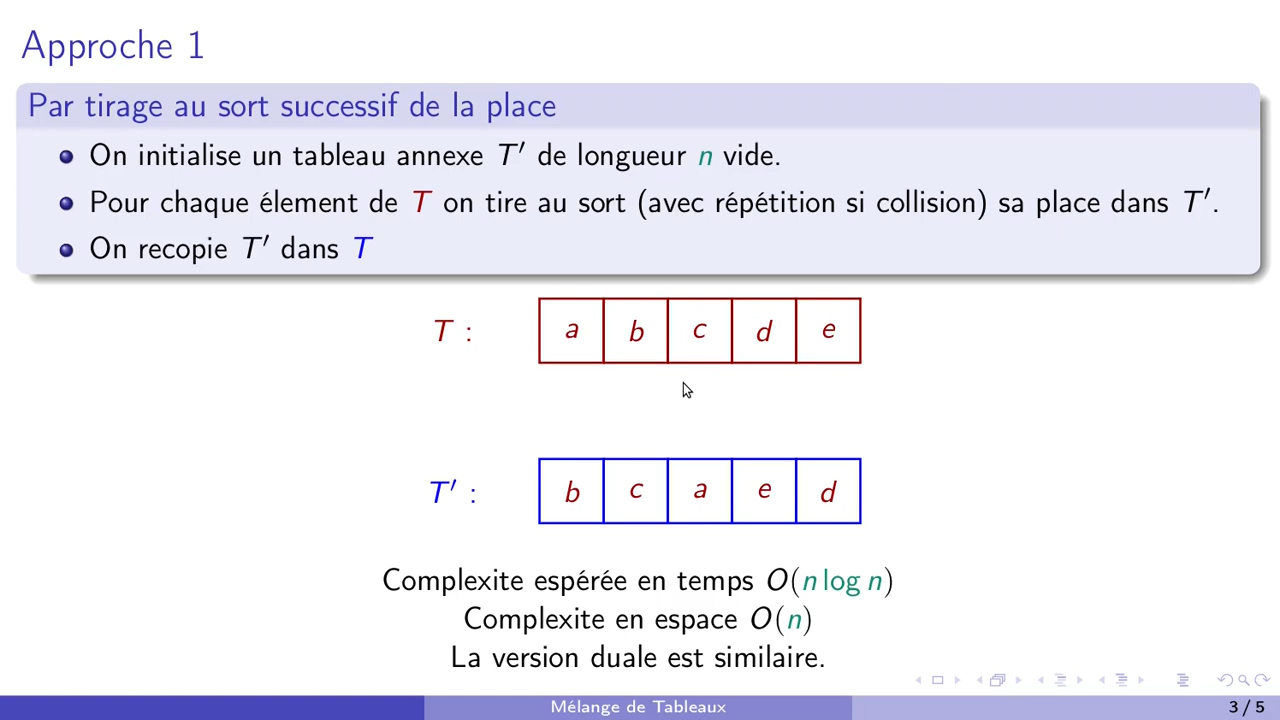 Approche 1
Par tirage au sort successif de la place
On initialise un tableau annexe T′ de longueur n vide.
Pour chaque élement de T on tire au sort (avec répétition si collision) sa place dans T′.
On recopie T′ dans T
T : a b c d e
T′ : b c a e d
Complexite espérée en temps O(n log n)
Complexite en espace O(n)
La version duale est similaire.
Mélange de Tableaux 3 / 5